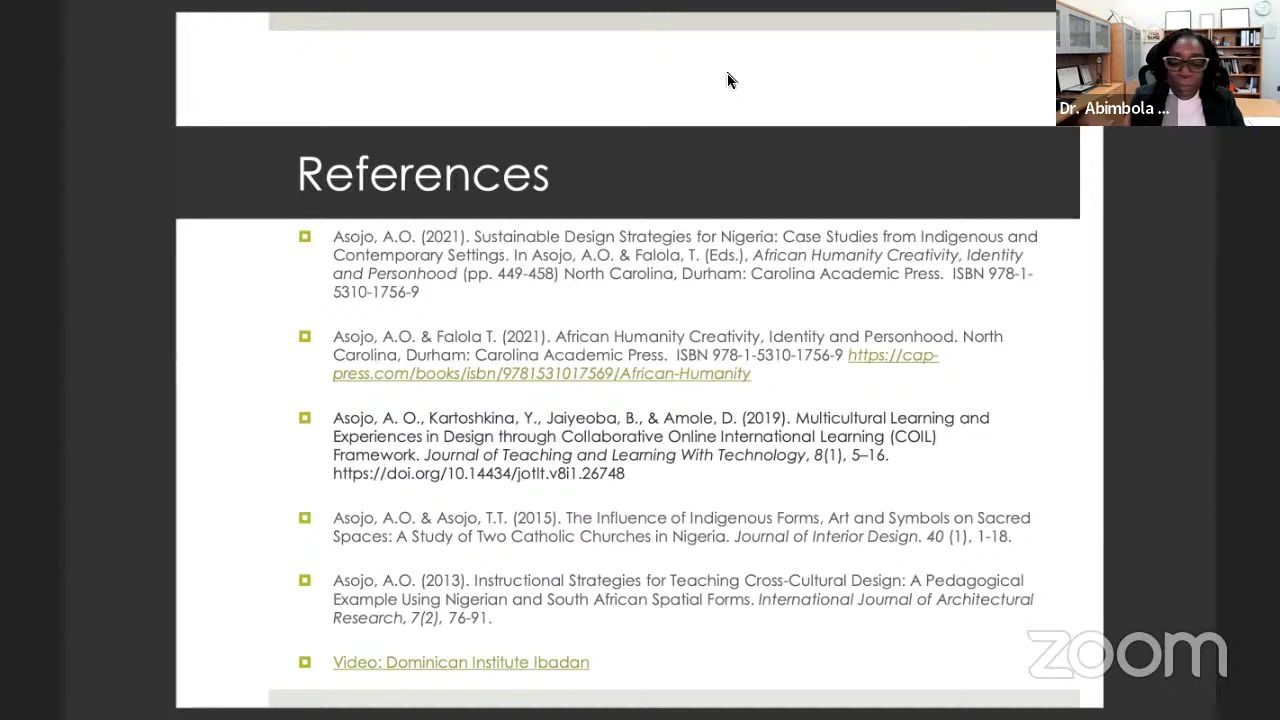 Dr. Abimbola ...
References
Asojo, A.O. (2021). Sustainable Design Strategies for Nigeria: Case Studies from Indigenous and
Contemporary Settings. In Asojo, A.O. & Falola, T. (Eds.), African Humanity Creativity, Identity
and Personhood (pp. 449-458) North Carolina, Durham: Carolina Academic Press. ISBN 978-1-
5310-1756-9
Asojo, A.O. & Falola T. (2021). African Humanity Creativity, Identity and Personhood. North
Carolina, Durham: Carolina Academic Press. ISBN 978-1-5310-1756-9 https://cap-
press.com/books/isbn/9781531017569/African-Humanity
Asojo, A. O., Kartoshkina, Y., Jaiyeoba, B., & Amole, D. (2019). Multicultural Learning and
Experiences in Design through Collaborative Online International Learning (COIL)
Framework. Journal of Teaching and Learning With Technology, 8(1), 5–16.
https://doi.org/10.14434/jotlt.v8i1.26748
Asojo, A.O. & Asojo, T.T. (2015). The Influence of Indigenous Forms, Art and Symbols on Sacred
Spaces: A Study of Two Catholic Churches in Nigeria. Journal of Interior Design. 40 (1), 1-18.
Asojo, A.O. (2013). Instructional Strategies for Teaching Cross-Cultural Design: A Pedagogical
Example Using Nigerian and South African Spatial Forms. International Journal of Architectural
Research, 7(2), 76-91.
Video: Dominican Institute Ibadan
zoom